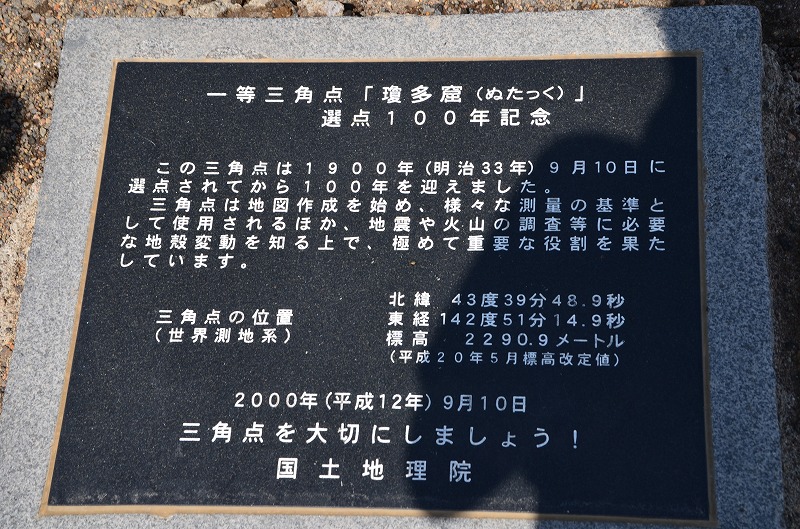 一等三角点「瓊多窟(ぬたっく)」
選点１００年記念
この三角点は１９００年(明治33年)９月10日に
選点されてから１００年を迎えました。
三角点は地図作成を始め、様々な測量の基準と
して使用されるほか、地震や火山の調査等に必要
な地殻変動を知る上で、極めて重要な役割を果た
しています。
三角点の位置
(世界測地系)
北緯　43度39分48.9秒
東経142度51分14.9秒
標高　２２90.9メートル
(平成２０年５月標高改定値)
2000年(平成12年)９月10日
三角点を大切にしましょう！
国土地理院